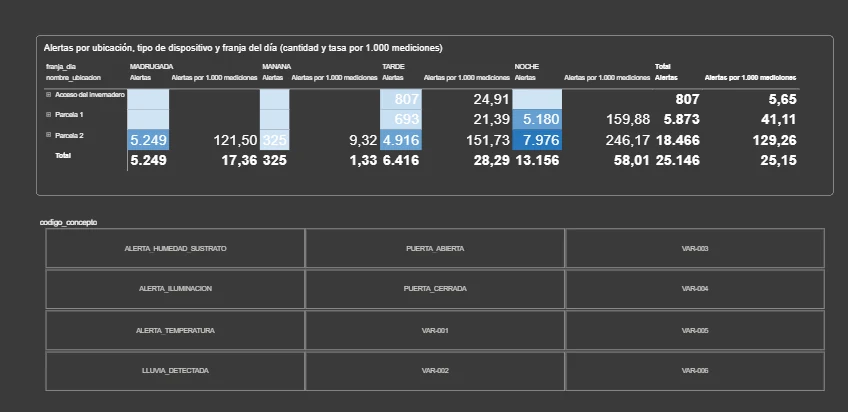 Alertas por ubicación, tipo de dispositivo y franja del día (cantidad y tasa por 1.000 mediciones)
franja_dia MADRUGADA MANANA TARDE NOCHE Total
nombre_ubicacion Alertas Alertas por 1.000 mediciones Alertas Alertas por 1.000 mediciones Alertas Alertas por 1.000 mediciones Alertas Alertas por 1.000 mediciones Alertas Alertas por 1.000 mediciones
Acceso del invernadero 807 24,91 807 5,65
Parcela 1 693 21,39 5.180 159,88 5.873 41,11
Parcela 2 5.249 121,50 325 9,32 4.916 151,73 7.976 246,17 18.466 129,26
Total 5.249 17,36 325 1,33 6.416 28,29 13.156 58,01 25.146 25,15
codigo_concepto
ALERTA_HUMEDAD_SUSTRATO PUERTA_ABIERTA VAR-003
ALERTA_ILUMINACION PUERTA_CERRADA VAR-004
ALERTA_TEMPERATURA VAR-001 VAR-005
LLUVIA_DETECTADA VAR-002 VAR-006